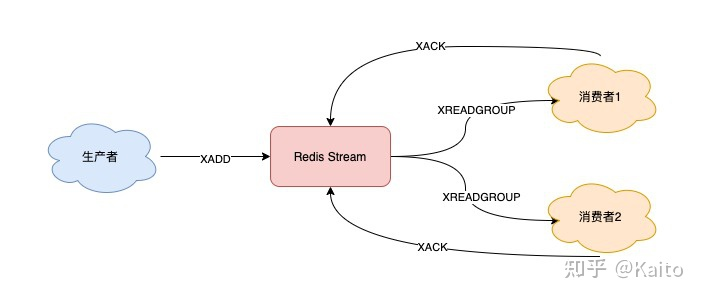 XACK
消费者1
XREADGROUP
生产者
XADD
Redis Stream
XREADGROUP
消费者2
XACK
知乎 @Kaito